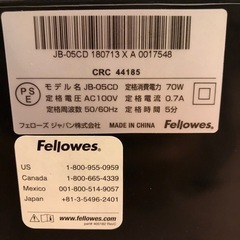 JB-05CD 180713 X A 0017548
CRC 44185
PSE
モデル名 JB-05CD 定格消費電力 70W
定格電圧 AC100V 定格電流 0.7A
定格周波数 50/60Hz 定格時間 5分
フェローズ ジャパン株式会社 MADE IN CHINA Fellowes.
Fellowes.
US 1-800-955-0959
Canada 1-800-665-4339
Mexico 001-800-514-9057
Japan +81-3-5496-2401
www.fellowes.com